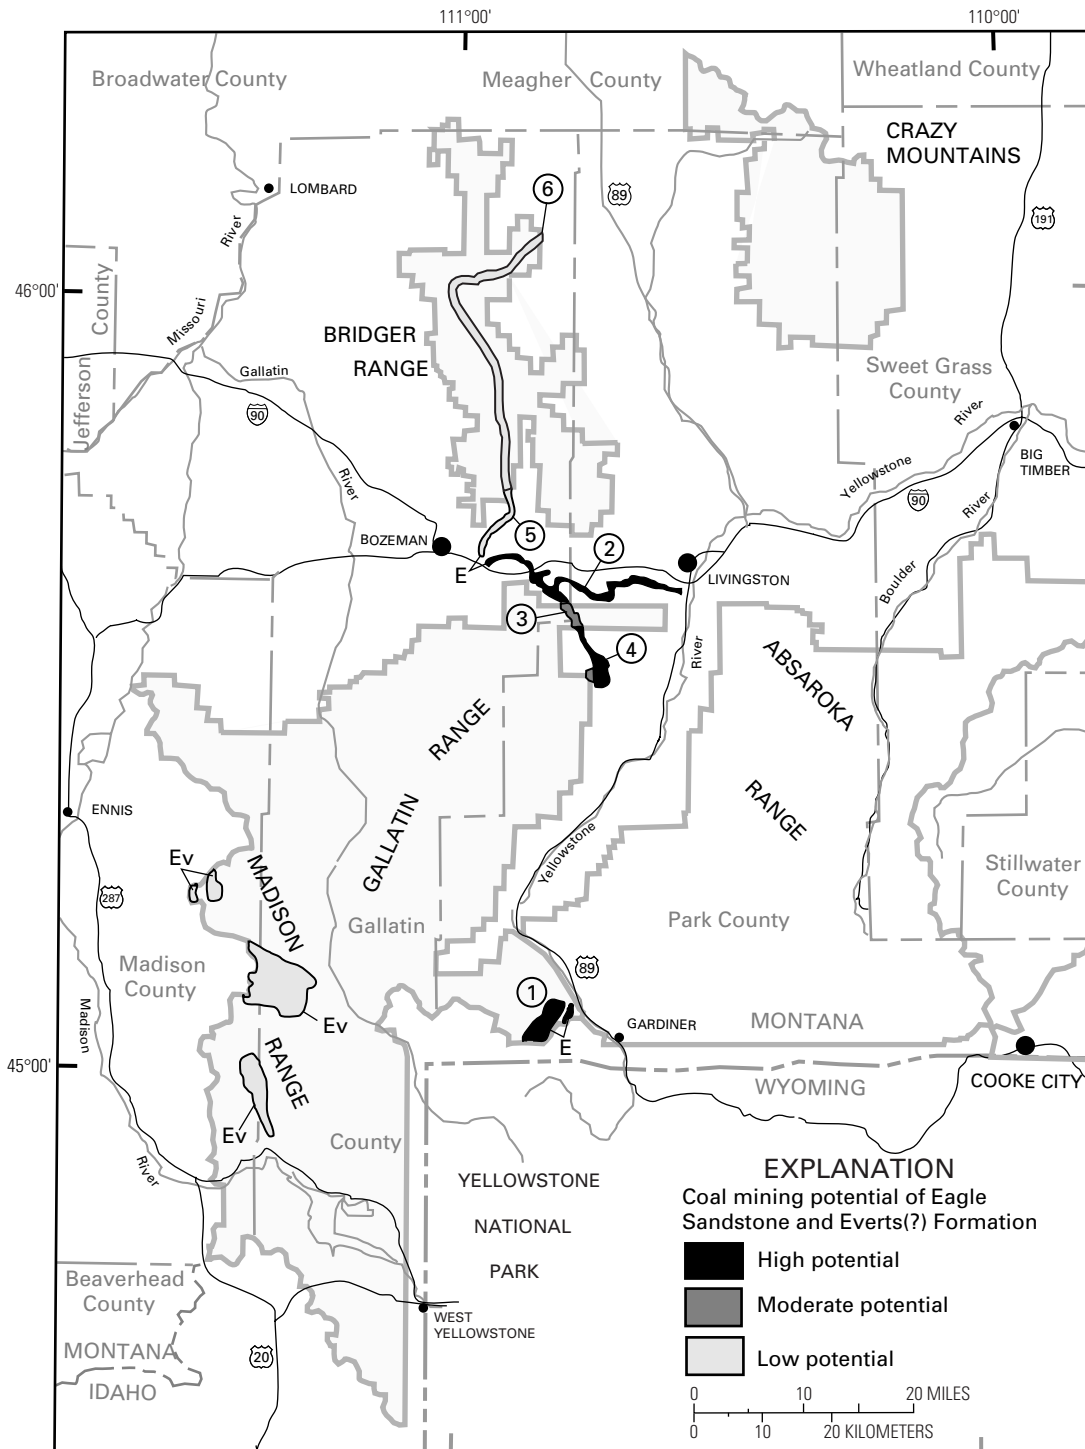 111°00'
110°00'
Broadwater County
Meagher County
Wheatland County
CRAZY
MOUNTAINS
LOMBARD
6
89
191
River
46°00'
County
Jefferson
Missouri
BRIDGER
RANGE
Gallatin
90
River
Sweet Grass
County
River
BIG
TIMBER
Yellowstone
90
River
BOZEMAN
5
2
E
LIVINGSTON
Boulder
3
4
River
ABSAROKA
RANGE
RANGE
GALLATIN
ENNIS
Ev
MADISON
287
Yellowstone
Stillwater
County
Gallatin
Park County
Madison
County
89
1
Ev
Madison
GARDINER
MONTANA
E
RANGE
45°00'
WYOMING
COOKE CITY
Ev
County
River
YELLOWSTONE
NATIONAL
PARK
EXPLANATION
Coal mining potential of Eagle
Sandstone and Everts(?) Formation
High potential
Moderate potential
Low potential
Beaverhead
County
WEST
YELLOWSTONE
MONTANA
20
IDAHO
0 10 20 MILES
0 10 20 KILOMETERS